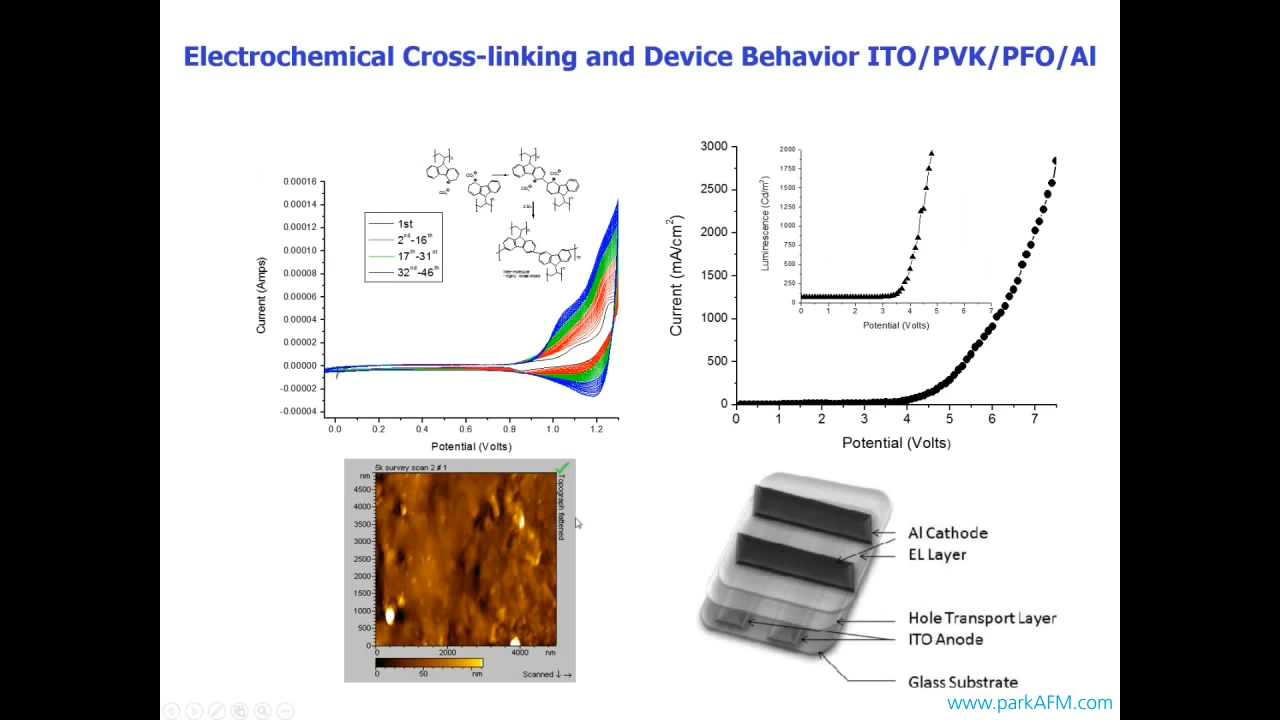 Electrochemical Cross-linking and Device Behavior ITO/PVK/PFO/Al
0.00016
0.00014
0.00012
0.00010
0.00008
0.00006
0.00004
0.00002
0.00000
-0.00002
-0.00004
Current (Amps)
1st
2nd-16th
17th-31st
32nd-46th
0.0 0.2 0.4 0.6 0.8 1.0 1.2
Potential (Volts)
3000
2500
2000
1500
1000
500
0
Current (mA/cm2)
0 1 2 3 4 5 6 7
Potential (Volts)
2000
1750
1500
1250
1000
750
500
250
0
Luminescence (Cd/m2)
0 1 2 3 4 5 6 7
Potential (Volts)
5k survey scan 2 # 1
nm
4500
4000
3500
3000
2500
2000
1500
1000
500
0
0 2000 4000 nm
Topograph flattened
0 50 nm
Scanned ↓ →
Al Cathode
EL Layer
Hole Transport Layer
ITO Anode
Glass Substrate
www.parkAFM.com